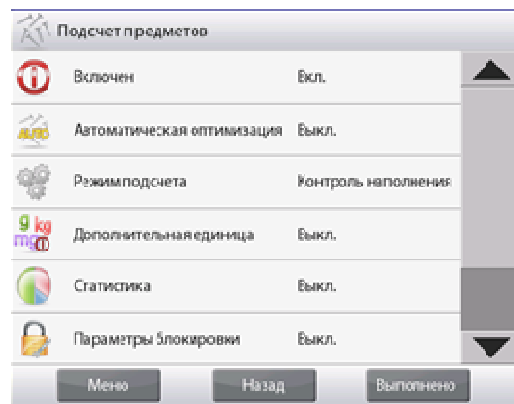 Подсчет предметов
Включен Вкл.
Автоматическая оптимизация Выкл.
Режим подсчета Контроль наполнения
Дополнительная единица Выкл.
Статистика Выкл.
Параметры блокировки Выкл.
Меню Назад Выполнено